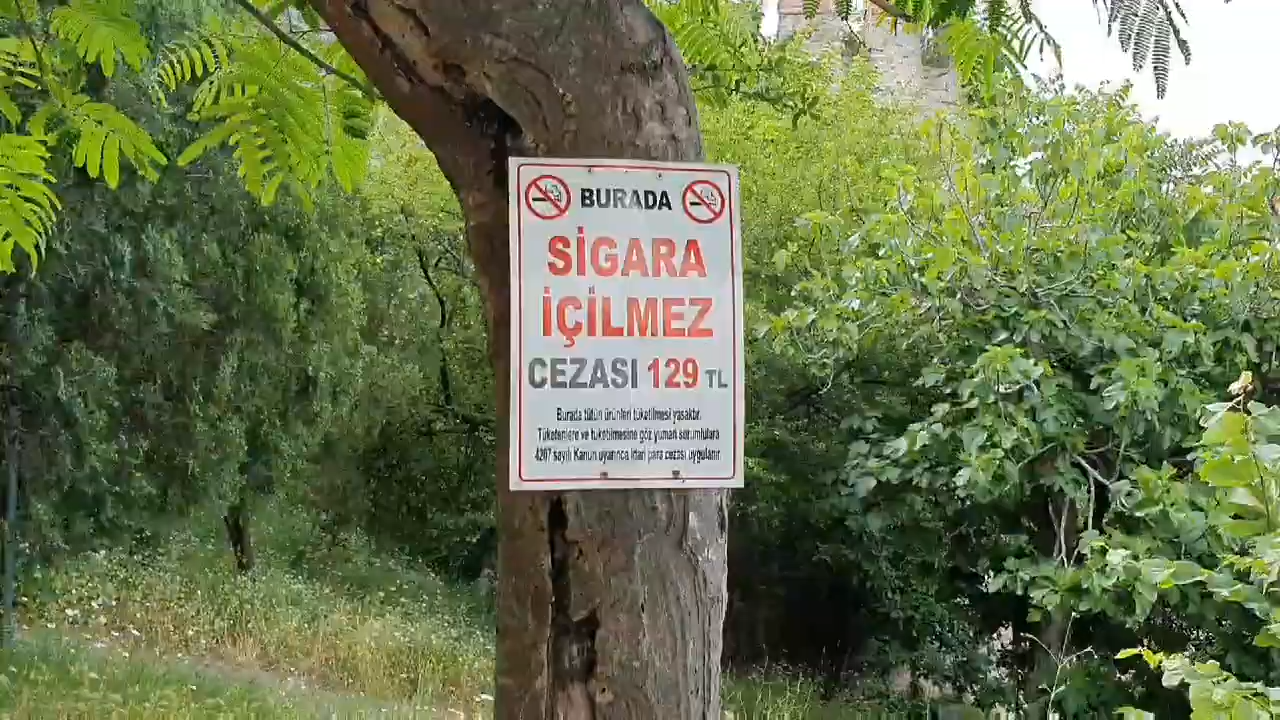 BURADA
SİGARA
İÇİLMEZ
CEZASI 129 TL
Burada tütün ürünleri tüketilmesi yasaktır.
Tüketenlere ve tüketilmesine göz yuman sorumlulara
4207 sayılı Kanun uyarınca idari para cezası uygulanır.